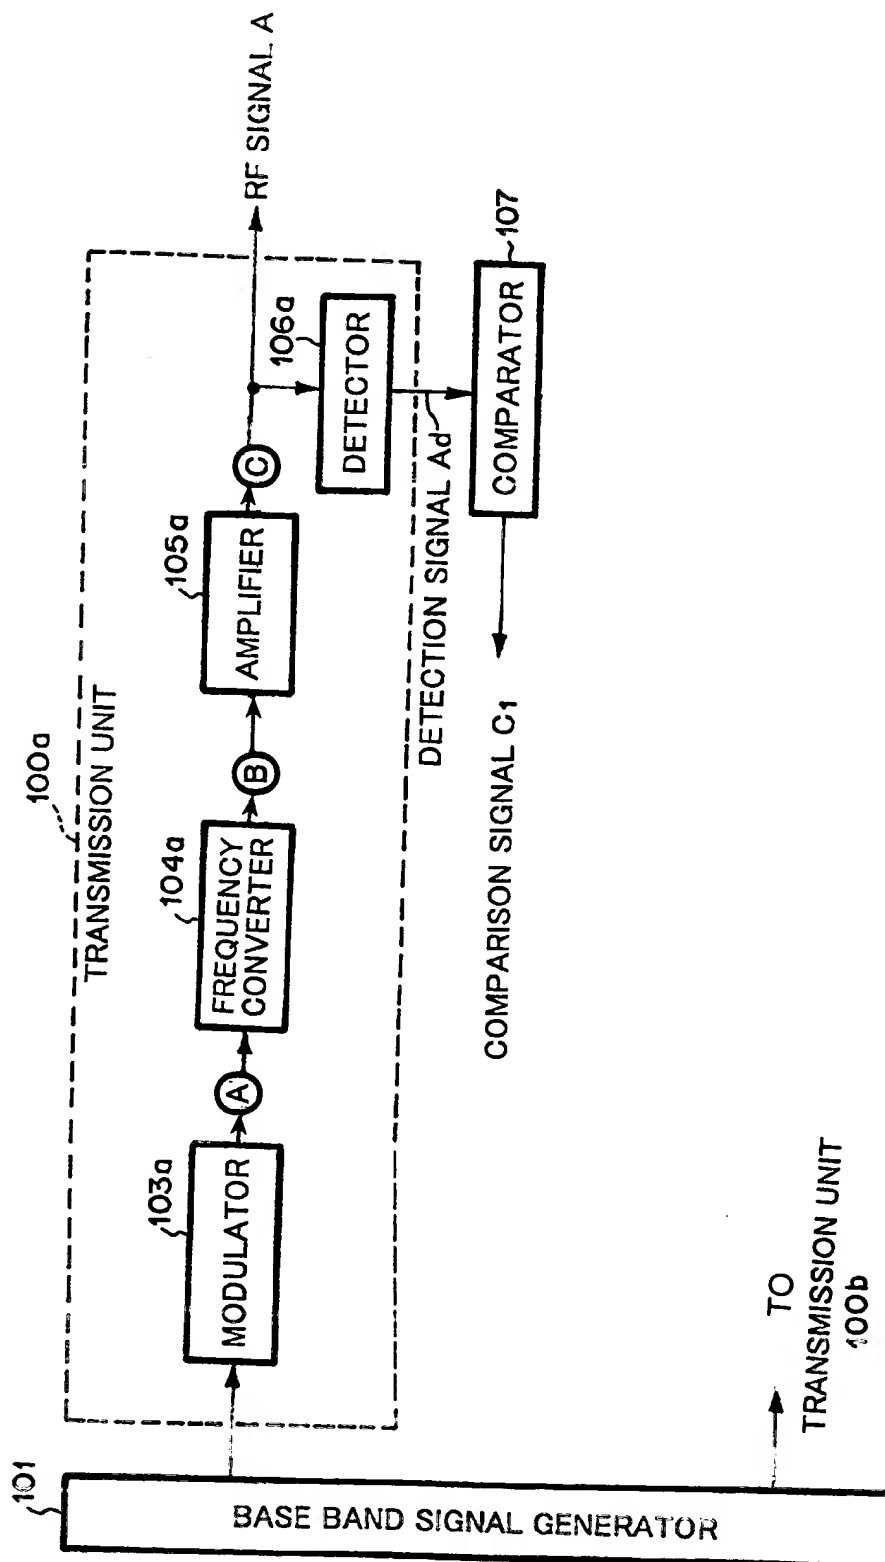 101
BASE BAND SIGNAL GENERATOR
100a
TRANSMISSION UNIT
103a
MODULATOR
A
104a
FREQUENCY
CONVERTER
B
105a
AMPLIFIER
C
RF SIGNAL A
106a
DETECTOR
DETECTION SIGNAL Ad
107
COMPARATOR
COMPARISON SIGNAL C1
TO
TRANSMISSION UNIT
100b